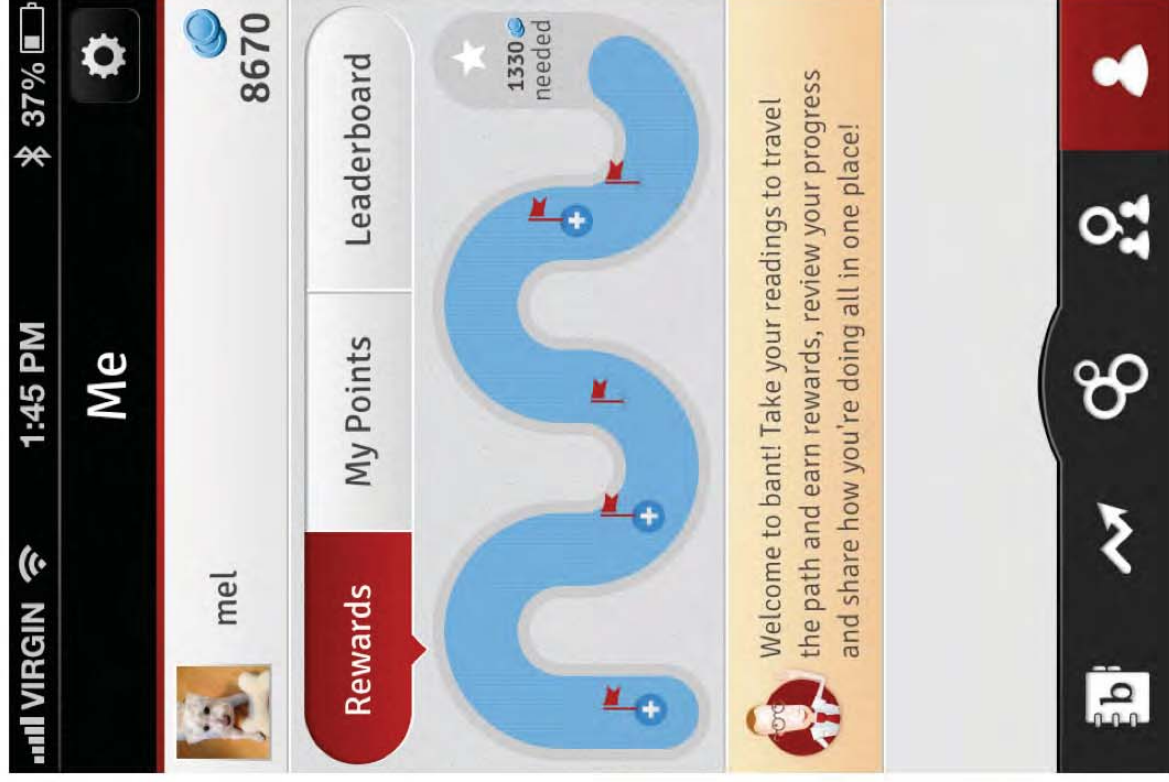 VIRGIN 1:45 PM 37%
Me
mel
8670
Rewards My Points Leaderboard
1330
needed
Welcome to bant! Take your readings to travel
the path and earn rewards, review your progress
and share how you're doing all in one place!
b